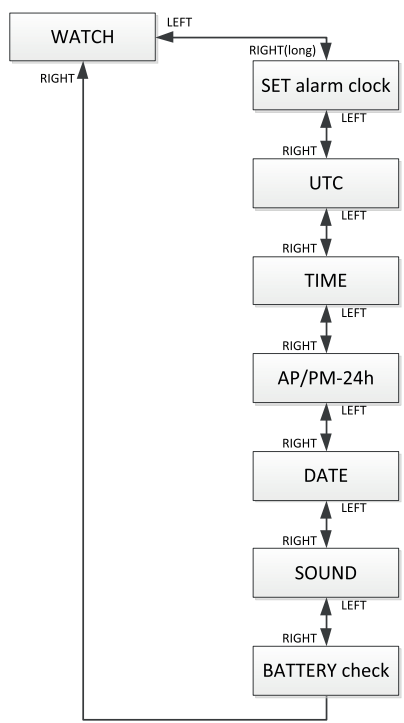 WATCH
LEFT
RIGHT(long)
RIGHT
SET alarm clock
LEFT
RIGHT
UTC
LEFT
RIGHT
TIME
LEFT
RIGHT
AP/PM-24h
LEFT
RIGHT
DATE
LEFT
RIGHT
SOUND
LEFT
RIGHT
BATTERY check